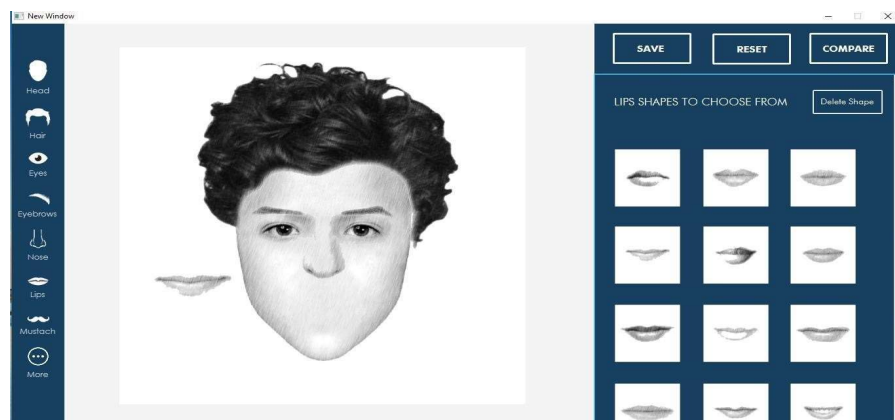 New Window
Head
Hair
Eyes
Eyebrows
Nose
Lips
Mustach
More
SAVE
RESET
COMPARE
LIPS SHAPES TO CHOOSE FROM
Delete Shape